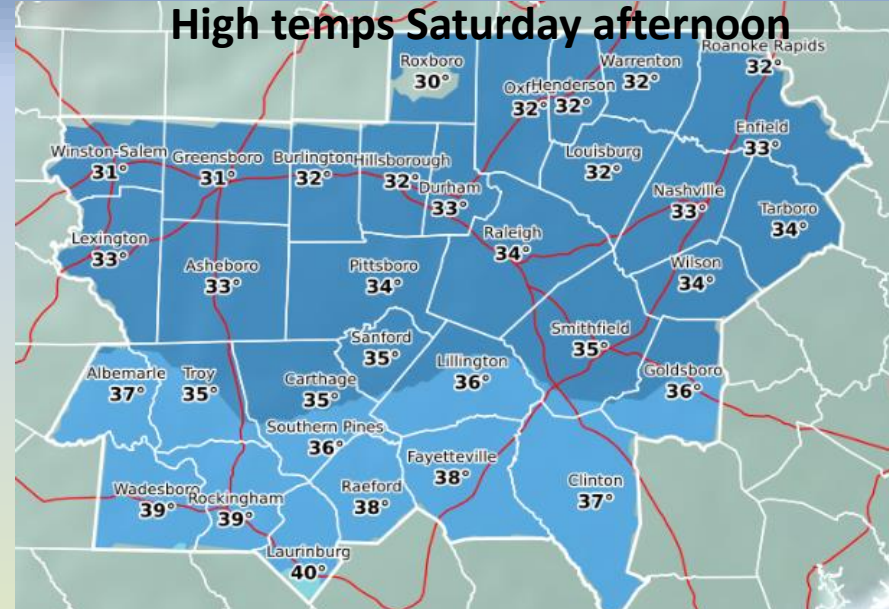 High temps Saturday afternoon
Roxboro
30°
Oxf
32°
Henderson
32°
Warrenton
32°
Roanoke Rapids
32°
Enfield
33°
Winston-Salem
31°
Greensboro
31°
Burlington
32°
Hillsborough
32°
Durham
33°
Louisburg
32°
Nashville
33°
Tarboro
34°
Lexington
33°
Asheboro
33°
Pittsboro
34°
Raleigh
34°
Wilson
34°
Sanford
35°
Smithfield
35°
Albemarle
37°
Troy
35°
Carthage
35°
Lillington
36°
Goldsboro
36°
Southern Pines
36°
Fayetteville
38°
Wadesboro
39°
Rockingham
39°
Raeford
38°
Clinton
37°
Laurinburg
40°